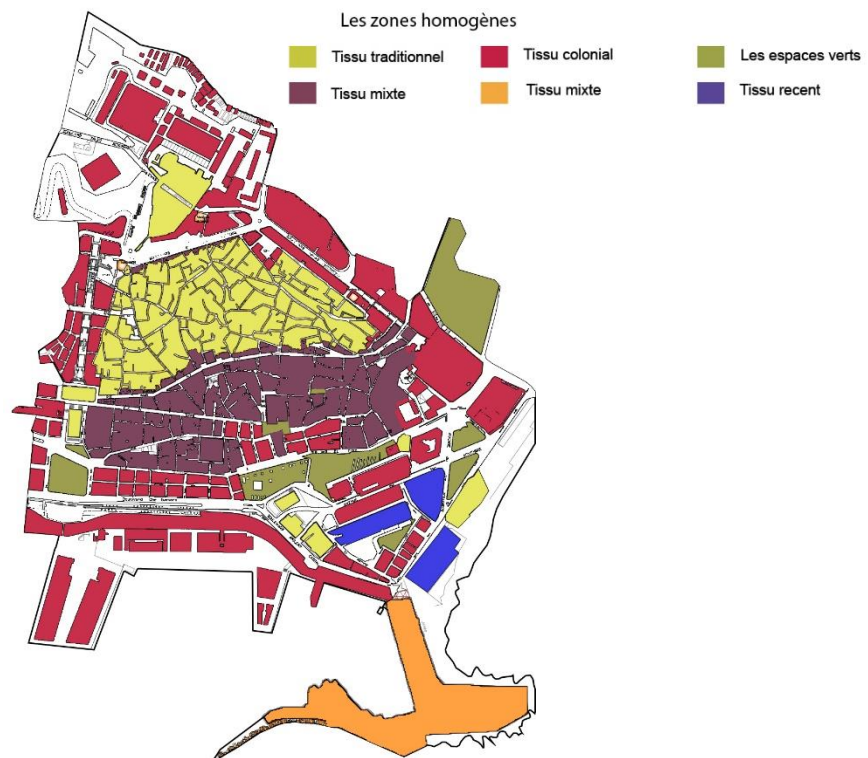 Les zones homogènes
Tissu traditionnel
Tissu colonial
Les espaces verts
Tissu mixte
Tissu mixte
Tissu recent